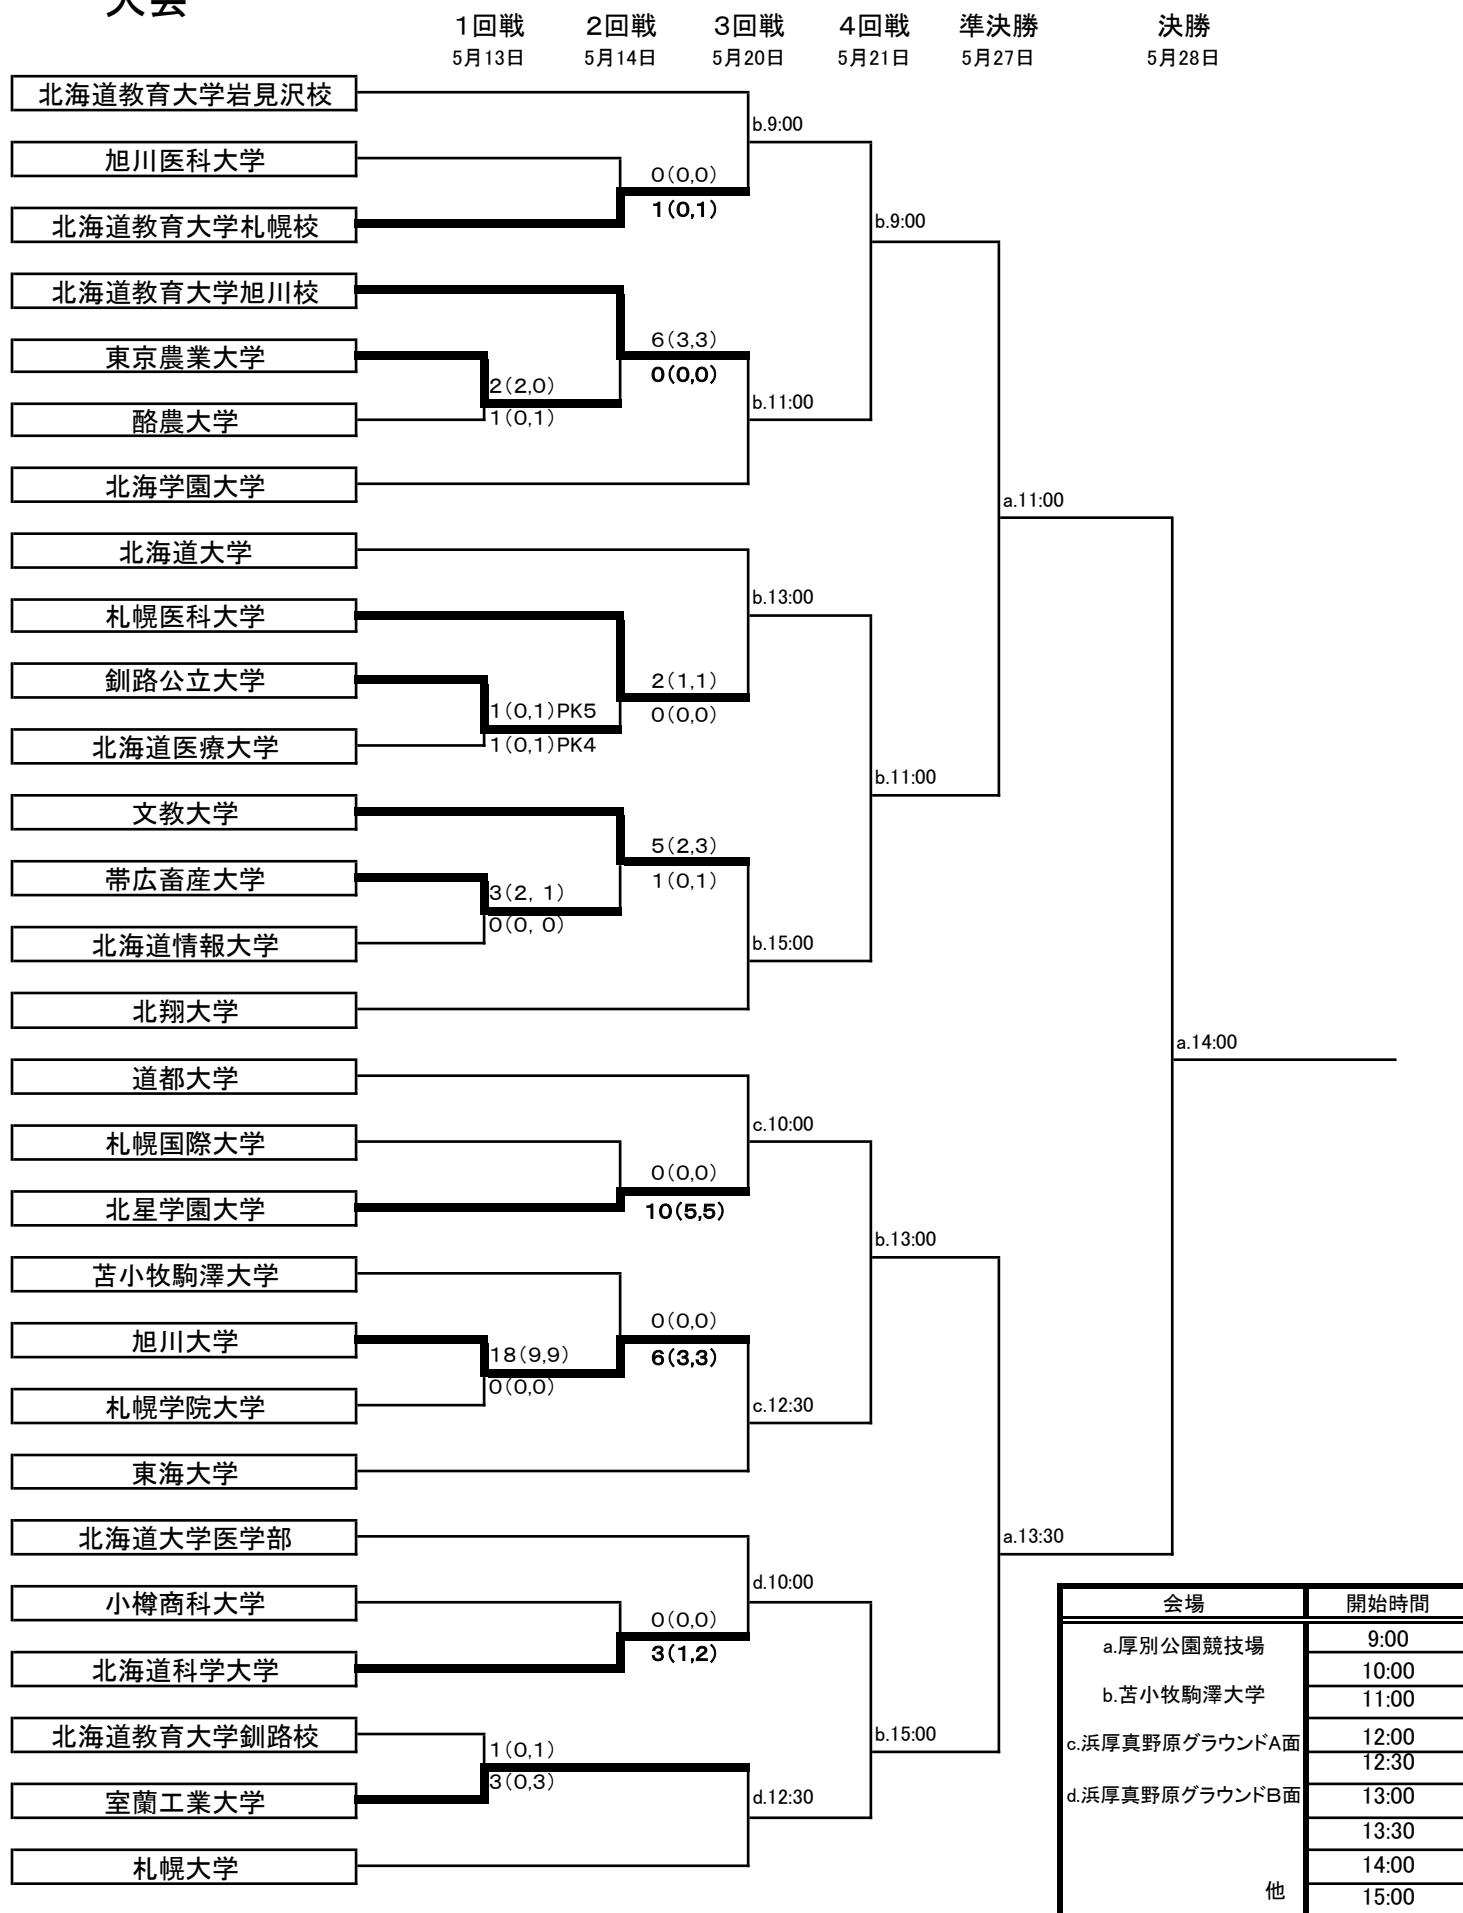 大会
1回戦 2回戦 3回戦 4回戦 準決勝 決勝
5月13日 5月14日 5月20日 5月21日 5月27日 5月28日
北海道教育大学岩見沢校
b.9:00
旭川医科大学
0(0,0)
1(0,1)
北海道教育大学札幌校
b.9:00
北海道教育大学旭川校
6(3,3)
0(0,0)
東京農業大学
2(2,0)
1(0,1)
b.11:00
酪農大学
北海学園大学
a.11:00
北海道大学
b.13:00
札幌医科大学
釧路公立大学
2(1,1)
0(0,0)
1(0,1)PK5
1(0,1)PK4
北海道医療大学
b.11:00
文教大学
5(2,3)
1(0,1)
帯広畜産大学
3(2, 1)
0(0, 0)
北海道情報大学
b.15:00
北翔大学
a.14:00
道都大学
c.10:00
札幌国際大学
0(0,0)
10(5,5)
北星学園大学
b.13:00
苫小牧駒澤大学
0(0,0)
6(3,3)
旭川大学
18(9,9)
0(0,0)
札幌学院大学
c.12:30
東海大学
北海道大学医学部
a.13:30
d.10:00
小樽商科大学
0(0,0)
3(1,2)
北海道科学大学
北海道教育大学釧路校
b.15:00
1(0,1)
3(0,3)
室蘭工業大学
d.12:30
札幌大学
会場 開始時間
a.厚別公園競技場 9:00
10:00
b.苫小牧駒澤大学 11:00
c.浜厚真野原グラウンドA面 12:00
12:30
d.浜厚真野原グラウンドB面 13:00
13:30
14:00
他 15:00